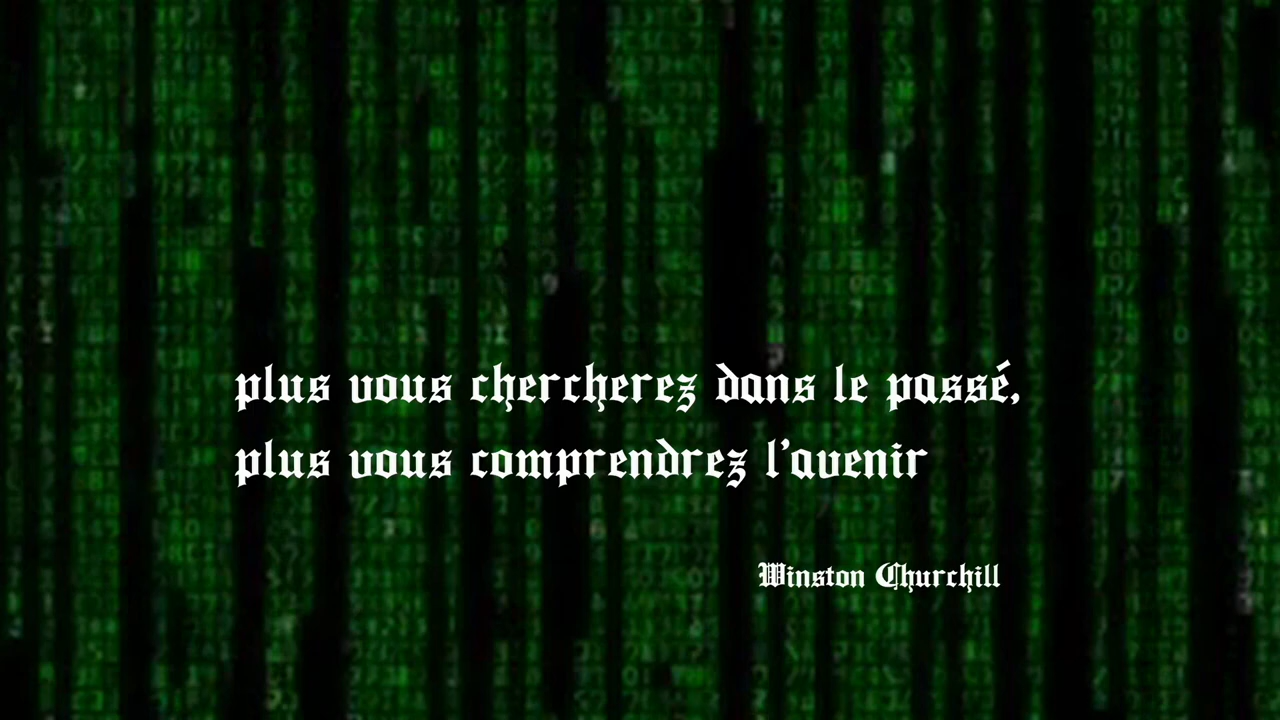 plus vous chercherez dans le passé,
plus vous comprendrez l'avenir
Winston Churchill